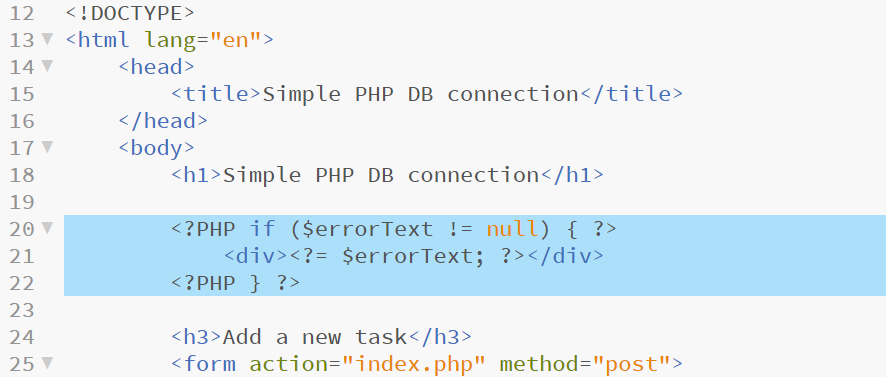 12 <!DOCTYPE>
13 <html lang="en">
14 <head>
15 <title>Simple PHP DB connection</title>
16 </head>
17 <body>
18 <h1>Simple PHP DB connection</h1>
19
20 <?PHP if ($errorText != null) { ?>
21 <div><?= $errorText; ?></div>
22 <?PHP } ?>
23
24 <h3>Add a new task</h3>
25 <form action="index.php" method="post">